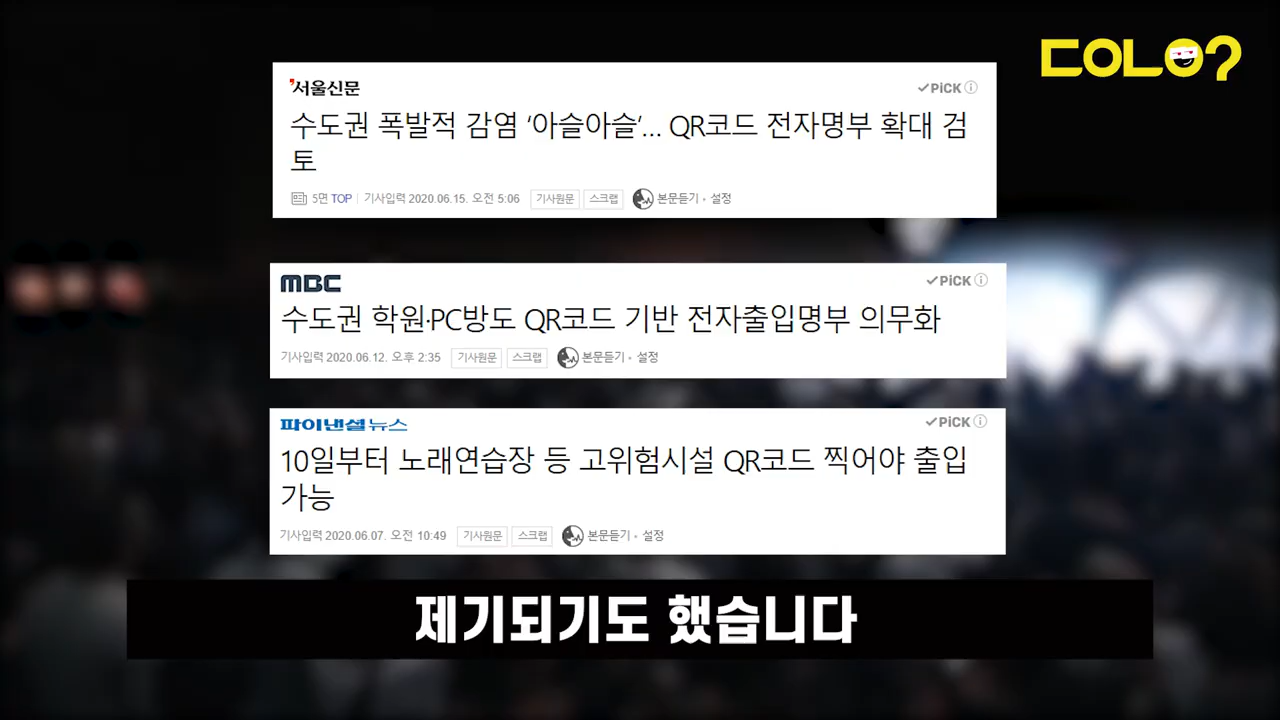 서울신문
✓PiCK
수도권 폭발적 감염 ‘아슬아슬’... QR코드 전자명부 확대 검
토
5면 TOP 기사입력 2020.06.15. 오전 5:06 기사원문 스크랩 본문듣기 · 설정
MBC
✓PiCK
수도권 학원·PC방도 QR코드 기반 전자출입명부 의무화
기사입력 2020.06.12. 오후 2:35 기사원문 스크랩 본문듣기 · 설정
파이낸셜뉴스
✓PiCK
10일부터 노래연습장 등 고위험시설 QR코드 찍어야 출입
가능
기사입력 2020.06.07. 오전 10:49 기사원문 스크랩 본문듣기 · 설정
제기되기도 했습니다